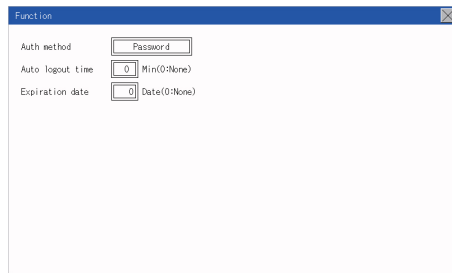 Function
Auth method Password
Auto logout time 0 Min(0:None)
Expiration date 0 Date(0:None)